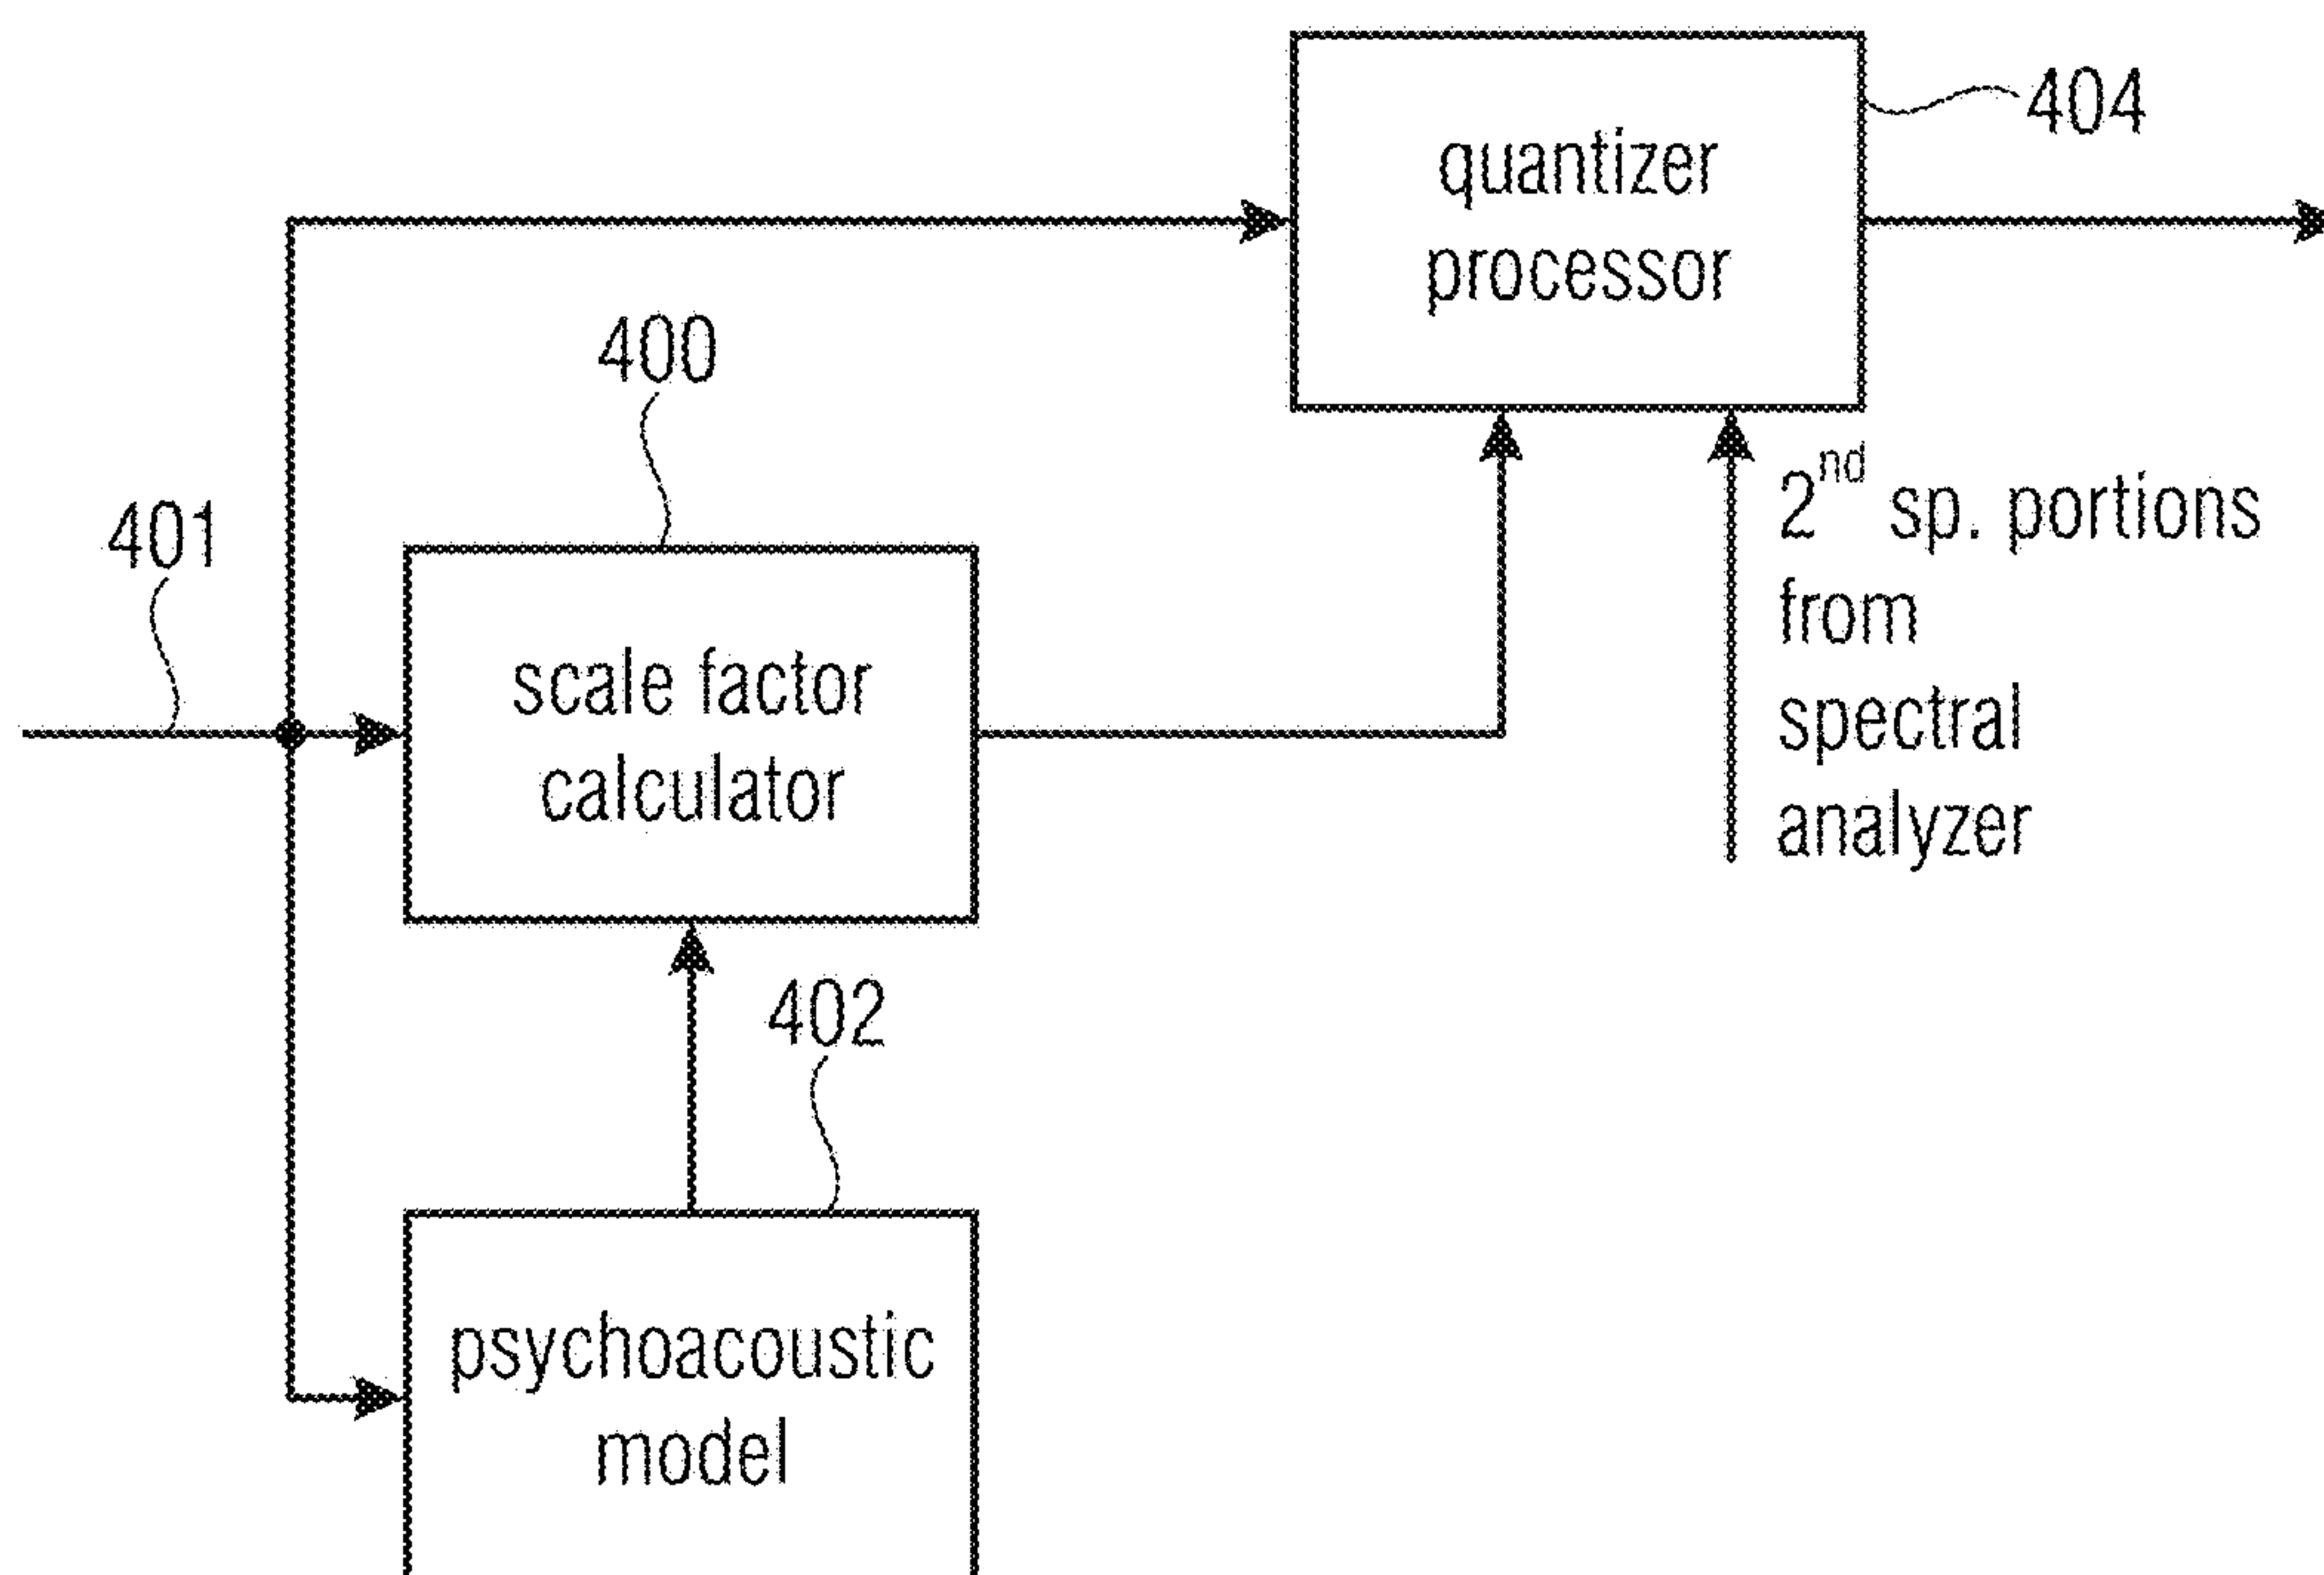 404
quantizer
processor
400
2nd sp. portions
from
spectral
analyzer
401
scale factor
calculator
402
psychoacoustic
model